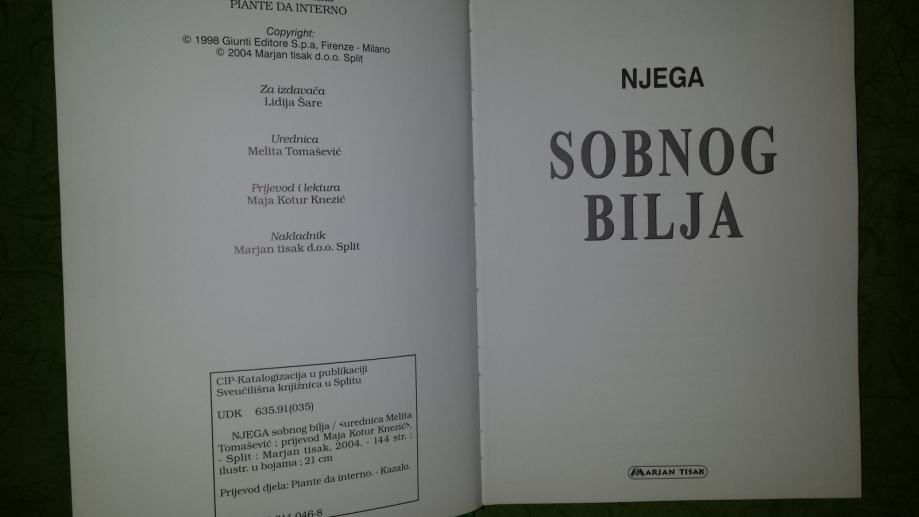 PIANTE DA INTERNO
Copyright:
© 1998 Giunti Editore S.p.a, Firenze - Milano
© 2004 Marjan tisak d.o.o. Split
Za izdavača
Lidija Šare
Urednica
Melita Tomašević
Prijevod i lektura
Maja Kotur Knezić
Nakladnik
Marjan tisak d.o.o. Split
CIP-Katalogizacija u publikaciji
Sveučilišna knjižnica u Splitu
UDK 635.91(035)
NJEGA sobnog bilja / <urednica Melita
Tomašević ; prijevod Maja Kotur Knezić>.
- Split : Marjan tisak, 2004. - 144 str. :
ilustr. u bojama ; 21 cm
Prijevod djela: Piante da interno. - Kazalo.
046-8
NJEGA
SOBNOG
BILJA
MARJAN TISAK